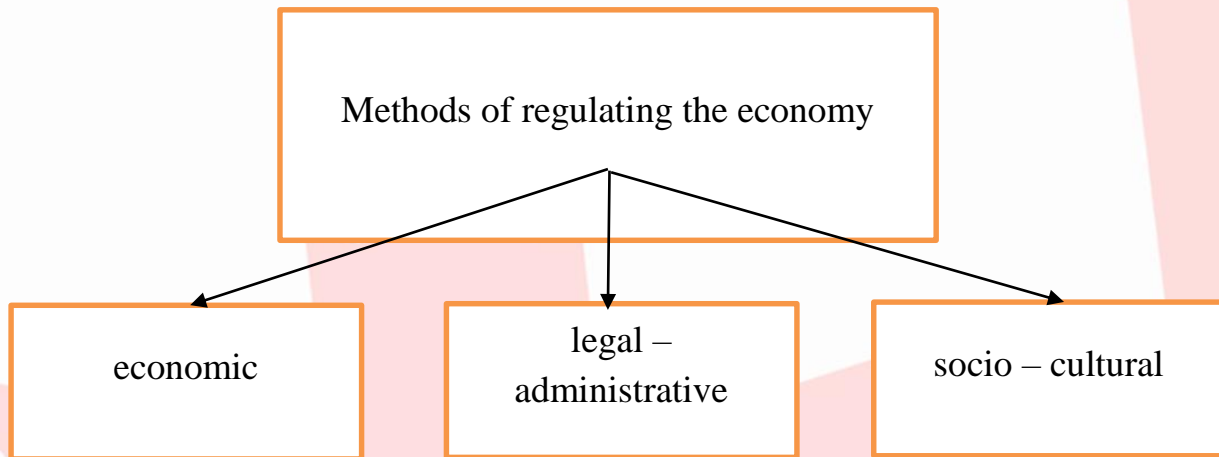 Methods of regulating the economy
economic
legal –
administrative
socio – cultural